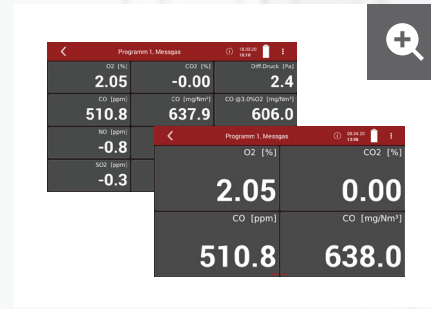 Programm 1, Messgas
18.03.20
15:10
O2 [%]
CO2 [%]
Diff.Druck [Pa]
2.05
-0.00
2.4
CO [ppm]
CO [mg/Nm³]
CO @3.0%O2 [mg/Nm³]
510.8
637.9
606.0
NO [ppm]
-0.8
SO2 [ppm]
-0.3
Programm 1, Messgas
O2 [%]
CO2 [%]
2.05
0.00
CO [ppm]
CO [mg/Nm³]
510.8
638.0